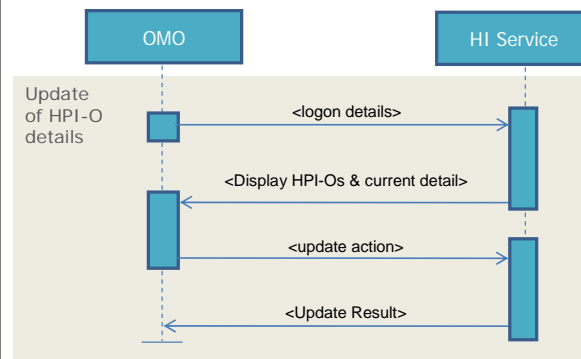 OMO
HI Service
Update
of HPI-O
details
<logon details>
<Display HPI-Os & current detail>
<update action>
<Update Result>